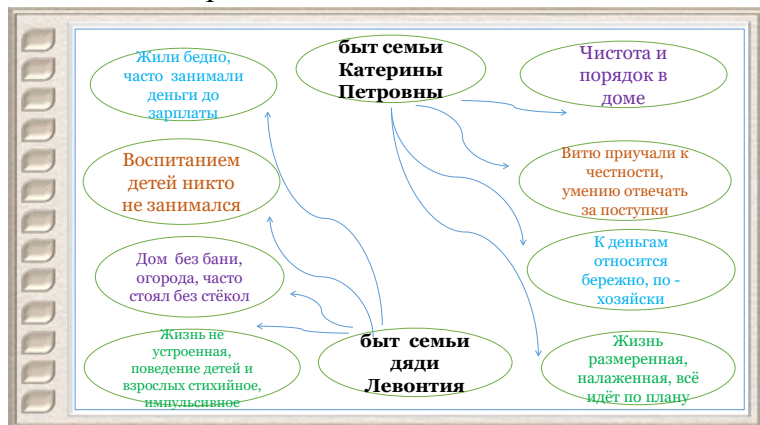 быт семьи
Катерины
Петровны
Жили бедно,
часто занимали
деньги до
зарплаты
Чистота и
порядок в
доме
Воспитанием
детей никто
не занимался
Витю приучали к
честности,
умению отвечать
за поступки
Дом без бани,
огорода, часто
стоял без стёкол
К деньгам
относится
бережно, по -
хозяйски
Жизнь не
устроенная,
поведение детей и
взрослых стихийное,
импульсивное
быт семьи
дяди
Левонтия
Жизнь
размеренная,
налаженная, всё
идёт по плану